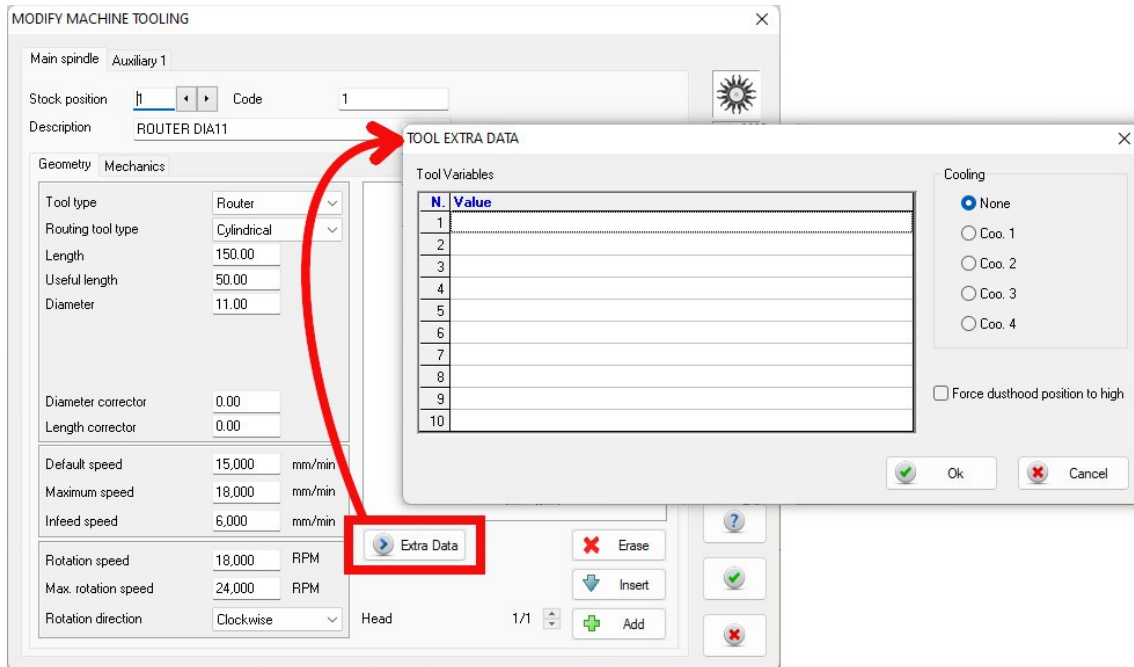 MODIFY MACHINE TOOLING
Main spindle Auxiliary 1
Stock position 1 Code 1
Description ROUTER DIA11
Geometry Mechanics
Tool type Router
Routing tool type Cylindrical
Length 150.00
Useful length 50.00
Diameter 11.00
Diameter corrector 0.00
Length corrector 0.00
Default speed 15,000 mm/min
Maximum speed 18,000 mm/min
Infeed speed 6,000 mm/min
Rotation speed 18,000 RPM
Max. rotation speed 24,000 RPM
Rotation direction Clockwise
Extra Data
Head 1/1
Erase
Insert
Add
TOOL EXTRA DATA
Tool Variables
N. Value
1
2
3
4
5
6
7
8
9
10
Cooling
None
Coo. 1
Coo. 2
Coo. 3
Coo. 4
Force dusthood position to high
Ok Cancel